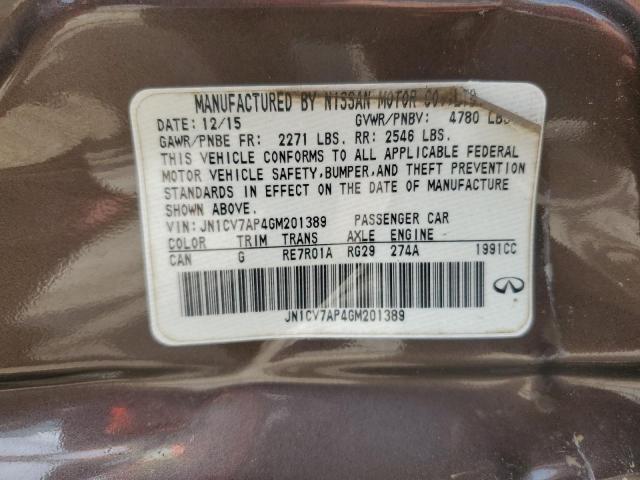 MANUFACTURED BY NISSAN MOTOR CO.,LTD.
DATE: 12/15 GVWR/PNBV: 4780 LBS
GAWR/PNBE FR: 2271 LBS. RR: 2546 LBS.
THIS VEHICLE CONFORMS TO ALL APPLICABLE FEDERAL
MOTOR VEHICLE SAFETY,BUMPER,AND THEFT PREVENTION
STANDARDS IN EFFECT ON THE DATE OF MANUFACTURE
SHOWN ABOVE.
VIN: JN1CV7AP4GM201389 PASSENGER CAR
COLOR TRIM TRANS AXLE ENGINE
CAN G RE7R01A RG29 274A 1991CC
JN1CV7AP4GM201389